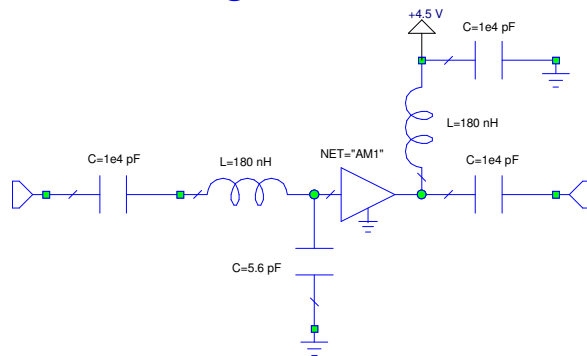 +4.5 V
C=1e4 pF
L=180 nH
C=1e4 pF
L=180 nH
NET="AM1"
C=1e4 pF
C=5.6 pF